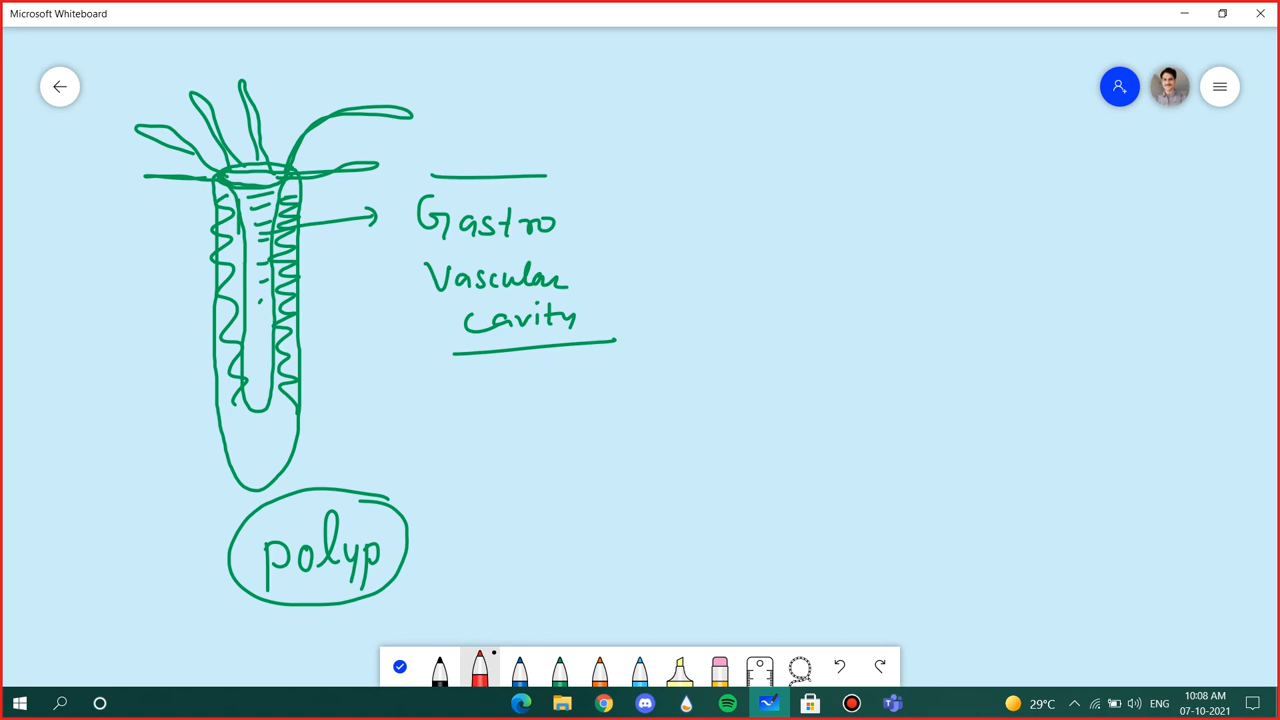 Microsoft Whiteboard
Gastro
Vascular
cavity
polyp
29°C
ENG
10:08 AM
07-10-2021